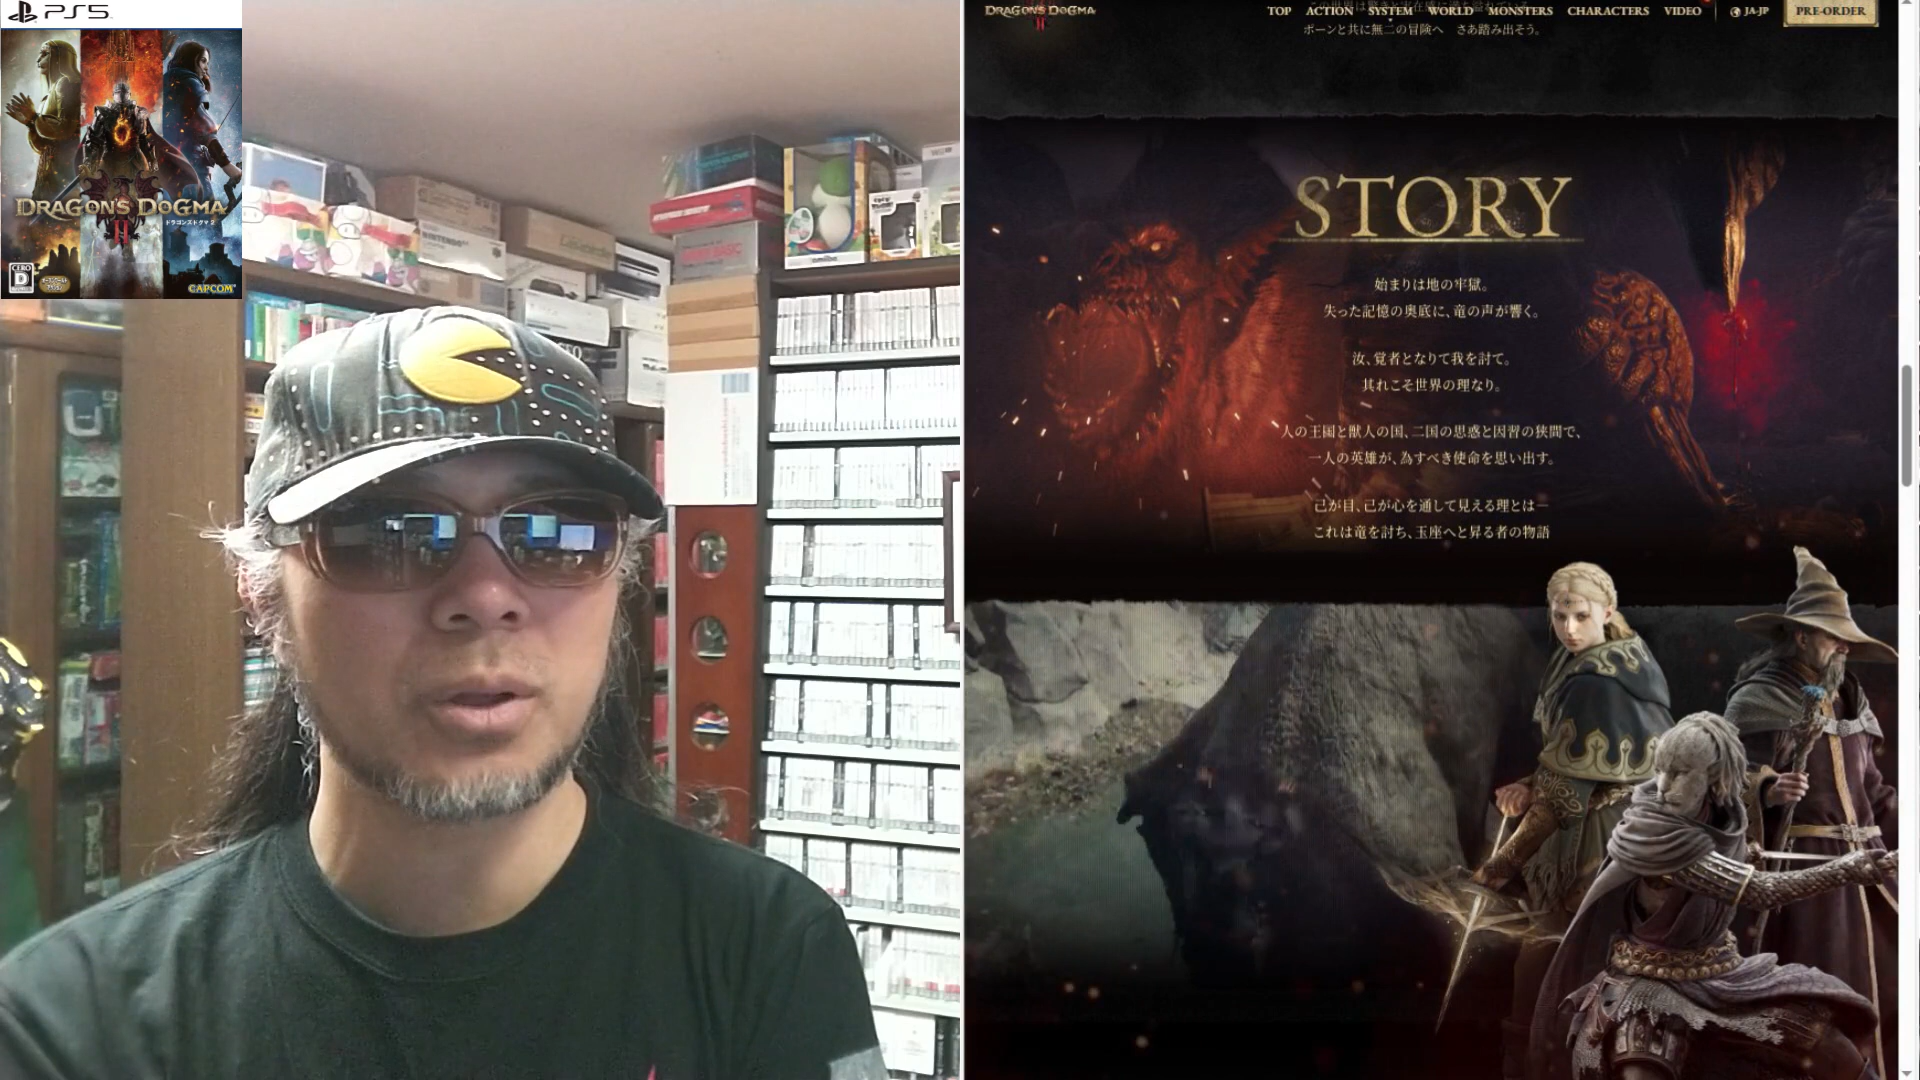 PS5
DRAGON'S DOGMA
II
ドラゴンズドグマ 2
CERO
D
CAPCOM
NINTENDO
DRAGON'S DOGMA
II
TOP ACTION SYSTEM WORLD MONSTERS CHARACTERS VIDEO JA-JP PRE-ORDER
ポーンと共に無二の冒険へ さあ踏み出そう。
STORY
始まりは地の牢獄。
失った記憶の奥底に、竜の声が響く。
汝、覚者となりて我を討て。
其れこそ世界の理なり。
人の王国と獣人の国、二国の思惑と因習の狭間で、
一人の英雄が、為すべき使命を思い出す。
己が目、己が心を通して見える理とは―
これは竜を討ち、玉座へと昇る者の物語